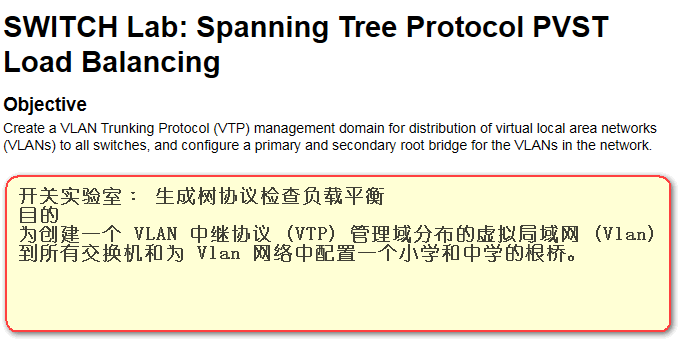 SWITCH Lab: Spanning Tree Protocol PVST
Load Balancing
Objective
Create a VLAN Trunking Protocol (VTP) management domain for distribution of virtual local area networks
(VLANs) to all switches, and configure a primary and secondary root bridge for the VLANs in the network.
开关实验室： 生成树协议检查负载平衡
目的
为创建一个 VLAN 中继协议 (VTP) 管理域分布的虚拟局域网 (Vlan)
到所有交换机和为 Vlan 网络中配置一个小学和中学的根桥。